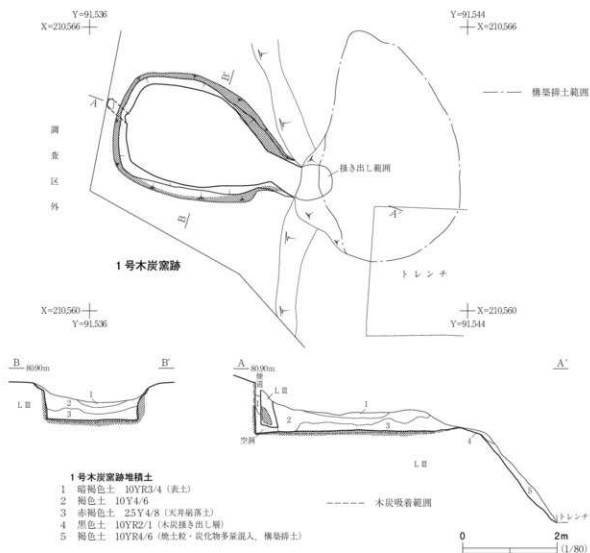 Y=91,536
X=210,566
Y=91,544
X=210,566
構築排土範囲
B′
A
調査区外
掻き出し範囲
B
A′
1号木炭窯跡
トレンチ
X=210,560
Y=91,536
X=210,560
Y=91,544
B 80.90m B′
LⅢ
1
2
3
A 80.90m A′
煙道
LⅢ
1
2
3
空洞
4
LⅢ
5
トレンチ
1号木炭窯跡堆積土
1 暗褐色土 10YR3/4(表土)
2 褐色土 10Y4/6
3 赤褐色土 2.5Y4/8(天井崩落土)
4 黒色土 10YR2/1(木炭掻き出し層)
5 褐色土 10YR4/6(焼土粒・炭化物多量混入,構築排土)
木炭吸着範囲
0 2m
(1/80)